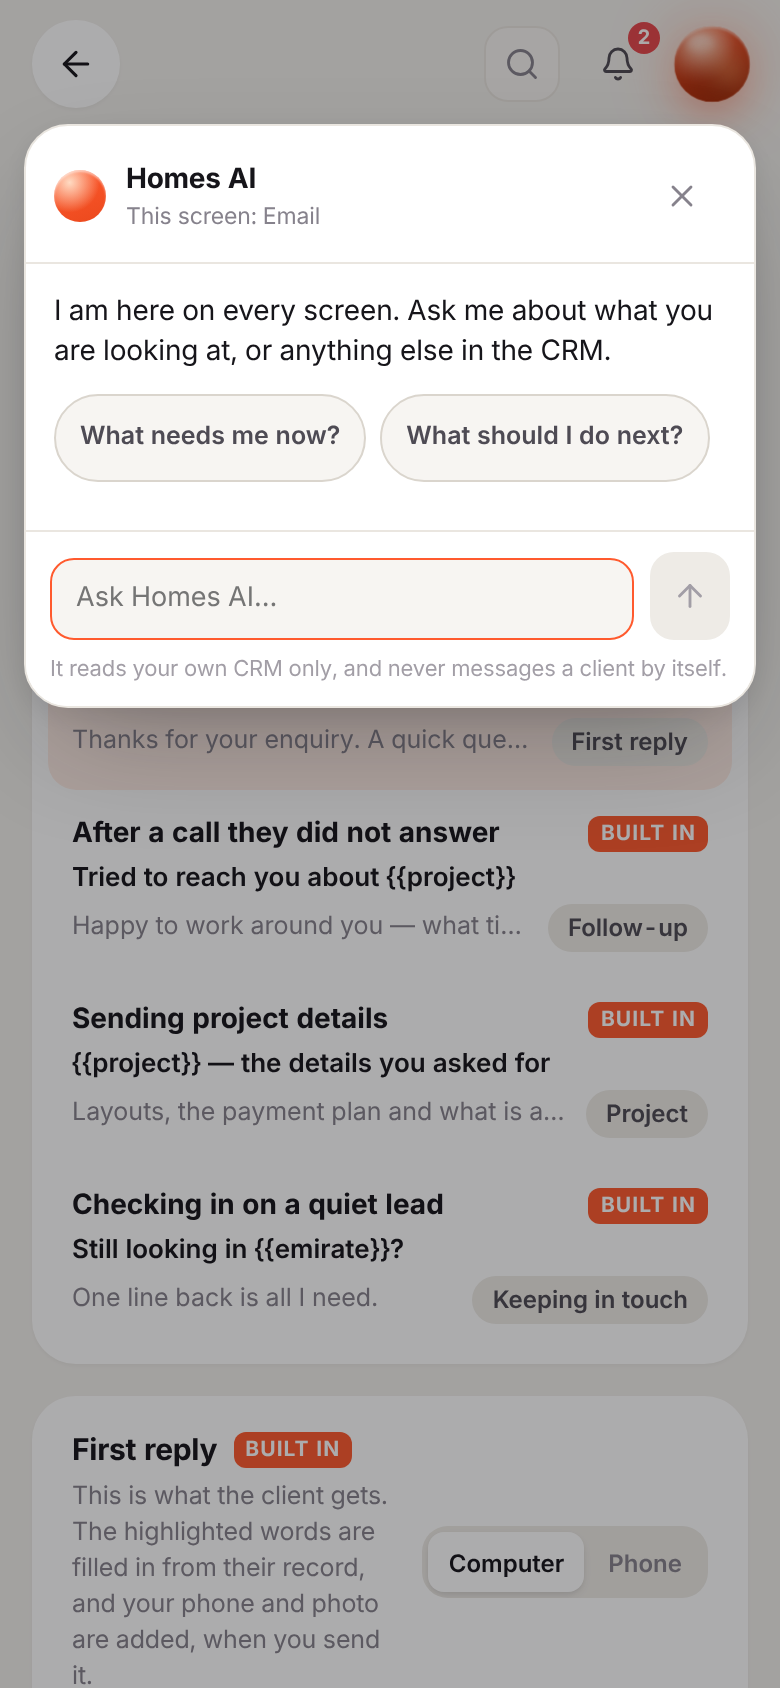 2
Homes AI
This screen: Email
I am here on every screen. Ask me about what you
are looking at, or anything else in the CRM.
What needs me now?
What should I do next?
Ask Homes AI...
It reads your own CRM only, and never messages a client by itself.
Thanks for your enquiry. A quick que...
First reply
After a call they did not answer
BUILT IN
Tried to reach you about {{project}}
Happy to work around you — what ti...
Follow-up
Sending project details
BUILT IN
{{project}} — the details you asked for
Layouts, the payment plan and what is a...
Project
Checking in on a quiet lead
BUILT IN
Still looking in {{emirate}}?
One line back is all I need.
Keeping in touch
First reply
BUILT IN
This is what the client gets.
The highlighted words are
filled in from their record,
and your phone and photo
are added, when you send
it.
Computer
Phone